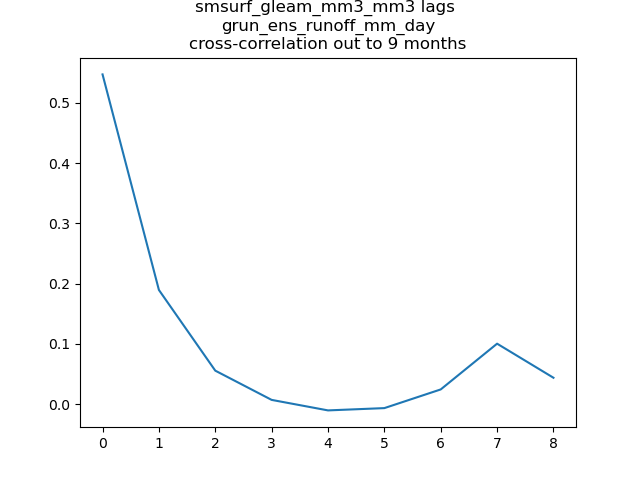 smsurf_gleam_mm3_mm3 lags
grun_ens_runoff_mm_day
cross-correlation out to 9 months
0.5
0.4
0.3
0.2
0.1
0.0
0 1 2 3 4 5 6 7 8